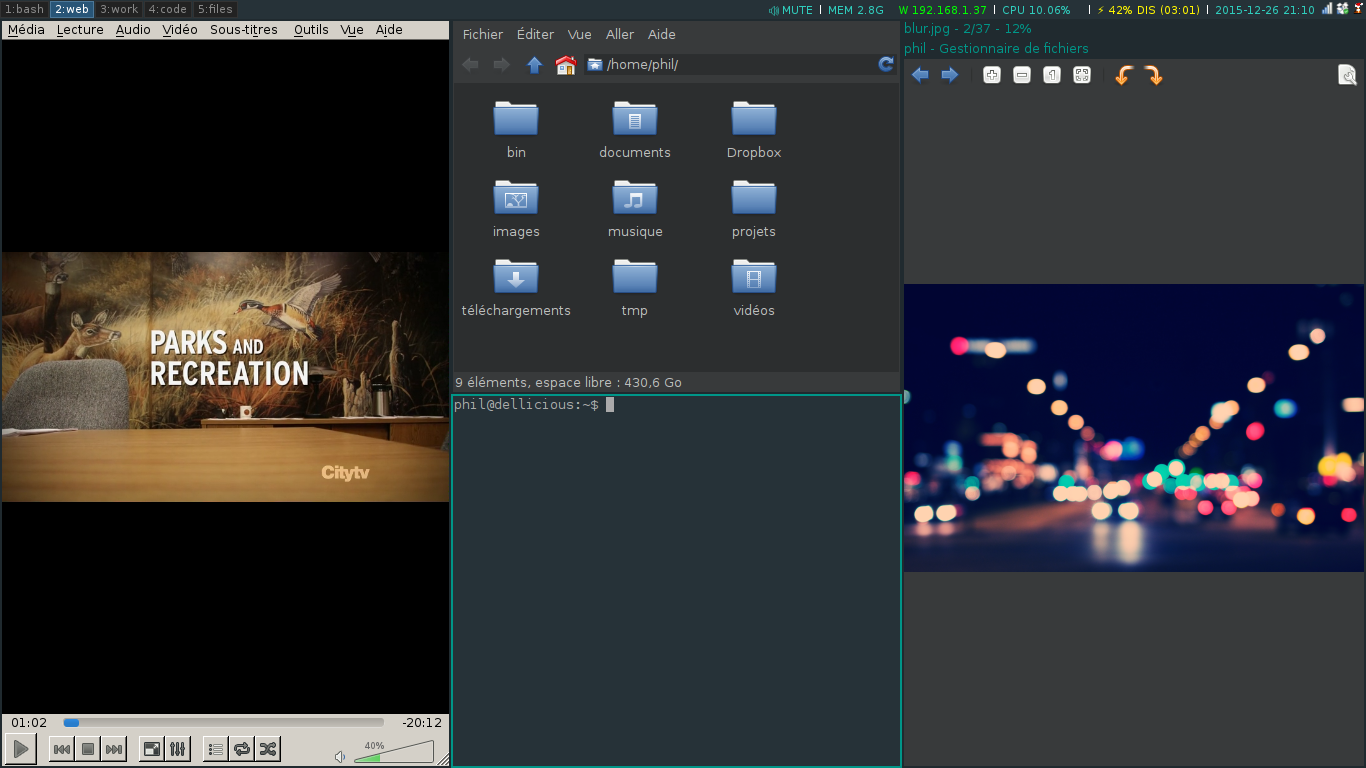 1:bash 2:web 3:work 4:code 5:files
MUTE | MEM 2.8G W 192.168.1.37 | CPU 10.06% | ⚡ 42% DIS (03:01) | 2015-12-26 21:10
Média Lecture Audio Vidéo Sous-titres Outils Vue Aide
PARKS AND
RECREATION
Citytv
01:02 -20:12
40%
Fichier Éditer Vue Aller Aide
/home/phil/
bin documents Dropbox
images musique projets
téléchargements tmp vidéos
9 éléments, espace libre : 430,6 Go
phil@dellicious:~$
blur.jpg - 2/37 - 12%
phil - Gestionnaire de fichiers
1